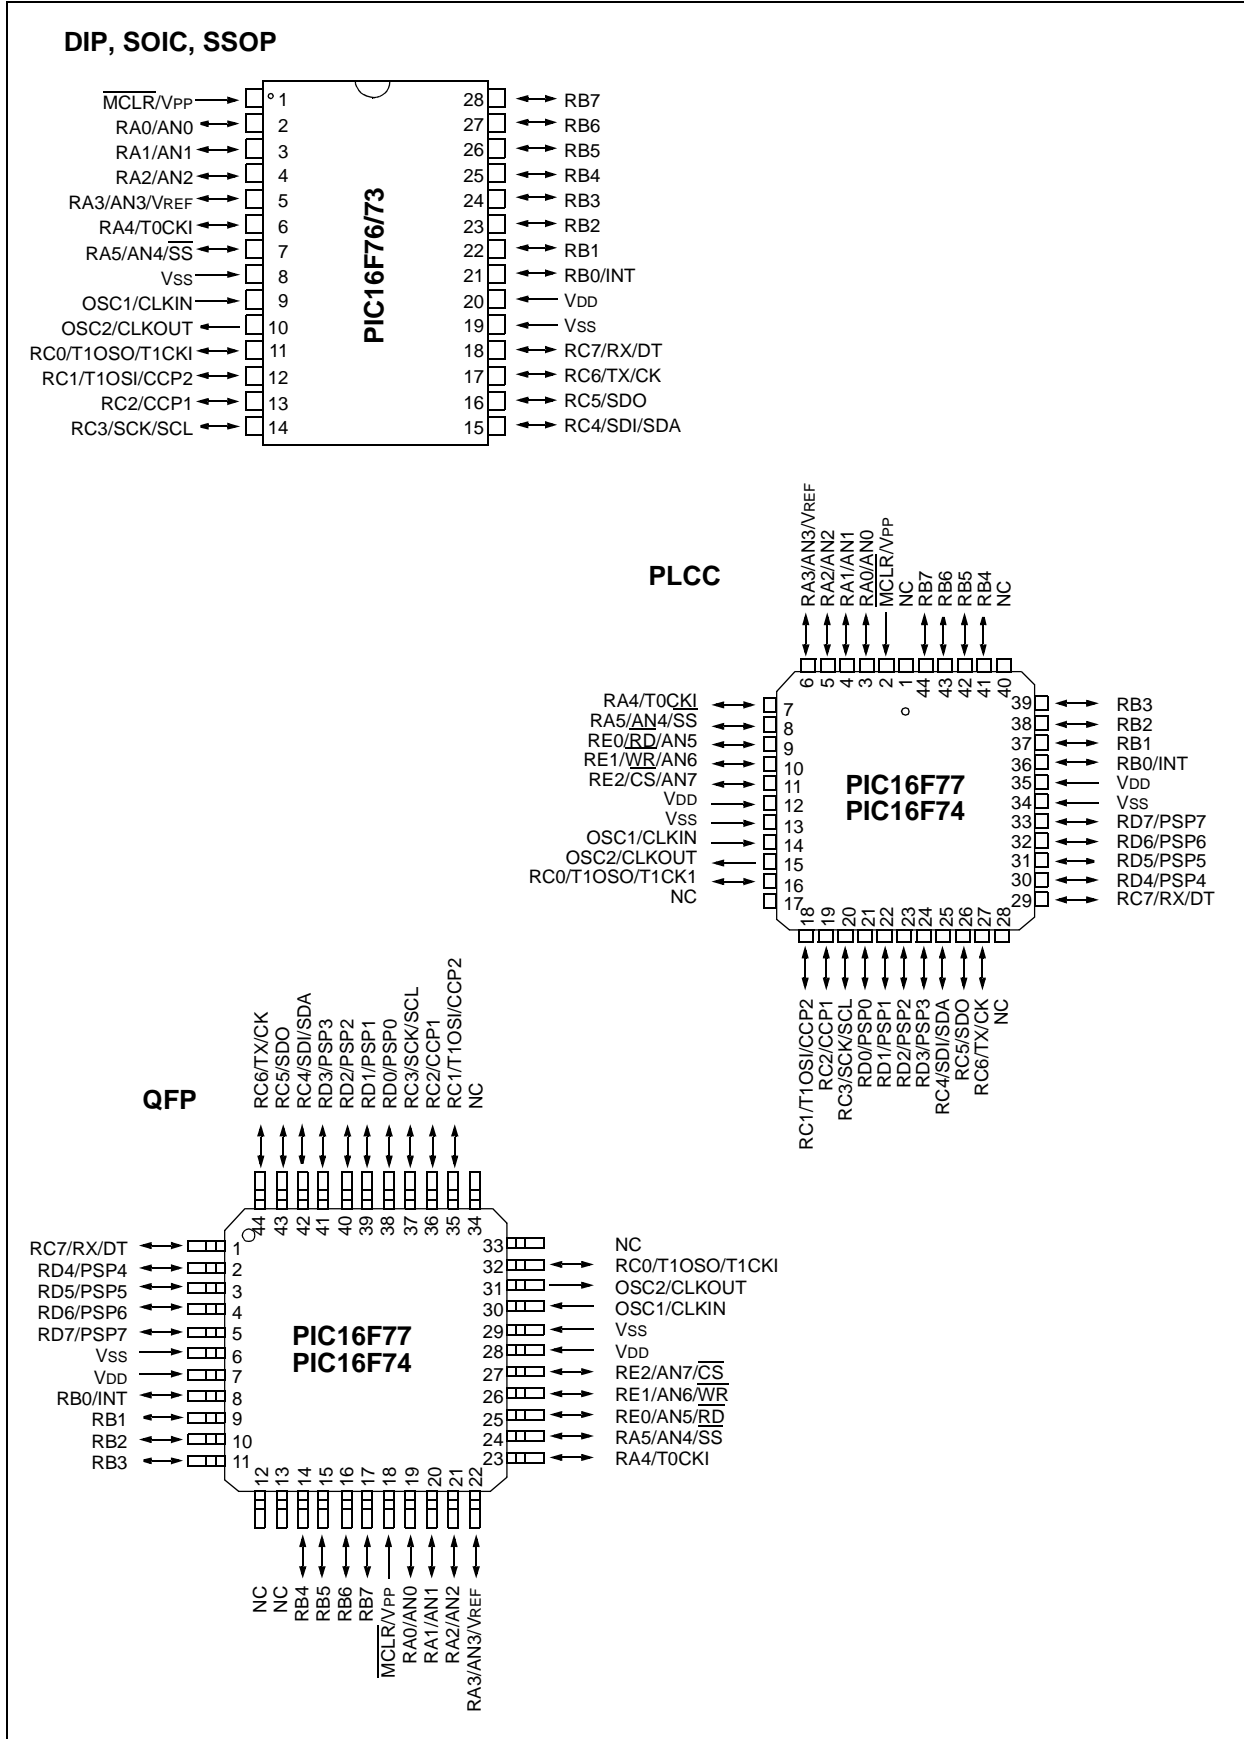 DIP, SOIC, SSOP
MCLR/VPP
RA0/AN0
RA1/AN1
RA2/AN2
RA3/AN3/VREF
RA4/T0CKI
RA5/AN4/SS
VSS
OSC1/CLKIN
OSC2/CLKOUT
RC0/T1OSO/T1CKI
RC1/T1OSI/CCP2
RC2/CCP1
RC3/SCK/SCL
1
2
3
4
5
6
7
8
9
10
11
12
13
14
PIC16F76/73
28
27
26
25
24
23
22
21
20
19
18
17
16
15
RB7
RB6
RB5
RB4
RB3
RB2
RB1
RB0/INT
VDD
VSS
RC7/RX/DT
RC6/TX/CK
RC5/SDO
RC4/SDI/SDA
PLCC
RA3/AN3/VREF
RA2/AN2
RA1/AN1
RA0/AN0
MCLR/VPP
NC
RB7
RB6
RB5
RB4
NC
6
5
4
3
2
1
44
43
42
41
40
RA4/T0CKI
RA5/AN4/SS
RE0/RD/AN5
RE1/WR/AN6
RE2/CS/AN7
VDD
VSS
OSC1/CLKIN
OSC2/CLKOUT
RC0/T1OSO/T1CK1
NC
7
8
9
10
11
12
13
14
15
16
17
PIC16F77
PIC16F74
39
38
37
36
35
34
33
32
31
30
29
RB3
RB2
RB1
RB0/INT
VDD
VSS
RD7/PSP7
RD6/PSP6
RD5/PSP5
RD4/PSP4
RC7/RX/DT
18
19
20
21
22
23
24
25
26
27
28
RC1/T1OSI/CCP2
RC2/CCP1
RC3/SCK/SCL
RD0/PSP0
RD1/PSP1
RD2/PSP2
RD3/PSP3
RC4/SDI/SDA
RC5/SDO
RC6/TX/CK
NC
QFP
RC6/TX/CK
RC5/SDO
RC4/SDI/SDA
RD3/PSP3
RD2/PSP2
RD1/PSP1
RD0/PSP0
RC3/SCK/SCL
RC2/CCP1
RC1/T1OSI/CCP2
NC
44
43
42
41
40
39
38
37
36
35
34
RC7/RX/DT
RD4/PSP4
RD5/PSP5
RD6/PSP6
RD7/PSP7
VSS
VDD
RB0/INT
RB1
RB2
RB3
1
2
3
4
5
6
7
8
9
10
11
PIC16F77
PIC16F74
33
32
31
30
29
28
27
26
25
24
23
NC
RC0/T1OSO/T1CKI
OSC2/CLKOUT
OSC1/CLKIN
VSS
VDD
RE2/AN7/CS
RE1/AN6/WR
RE0/AN5/RD
RA5/AN4/SS
RA4/T0CKI
12
13
14
15
16
17
18
19
20
21
22
NC
NC
RB4
RB5
RB6
RB7
MCLR/VPP
RA0/AN0
RA1/AN1
RA2/AN2
RA3/AN3/VREF